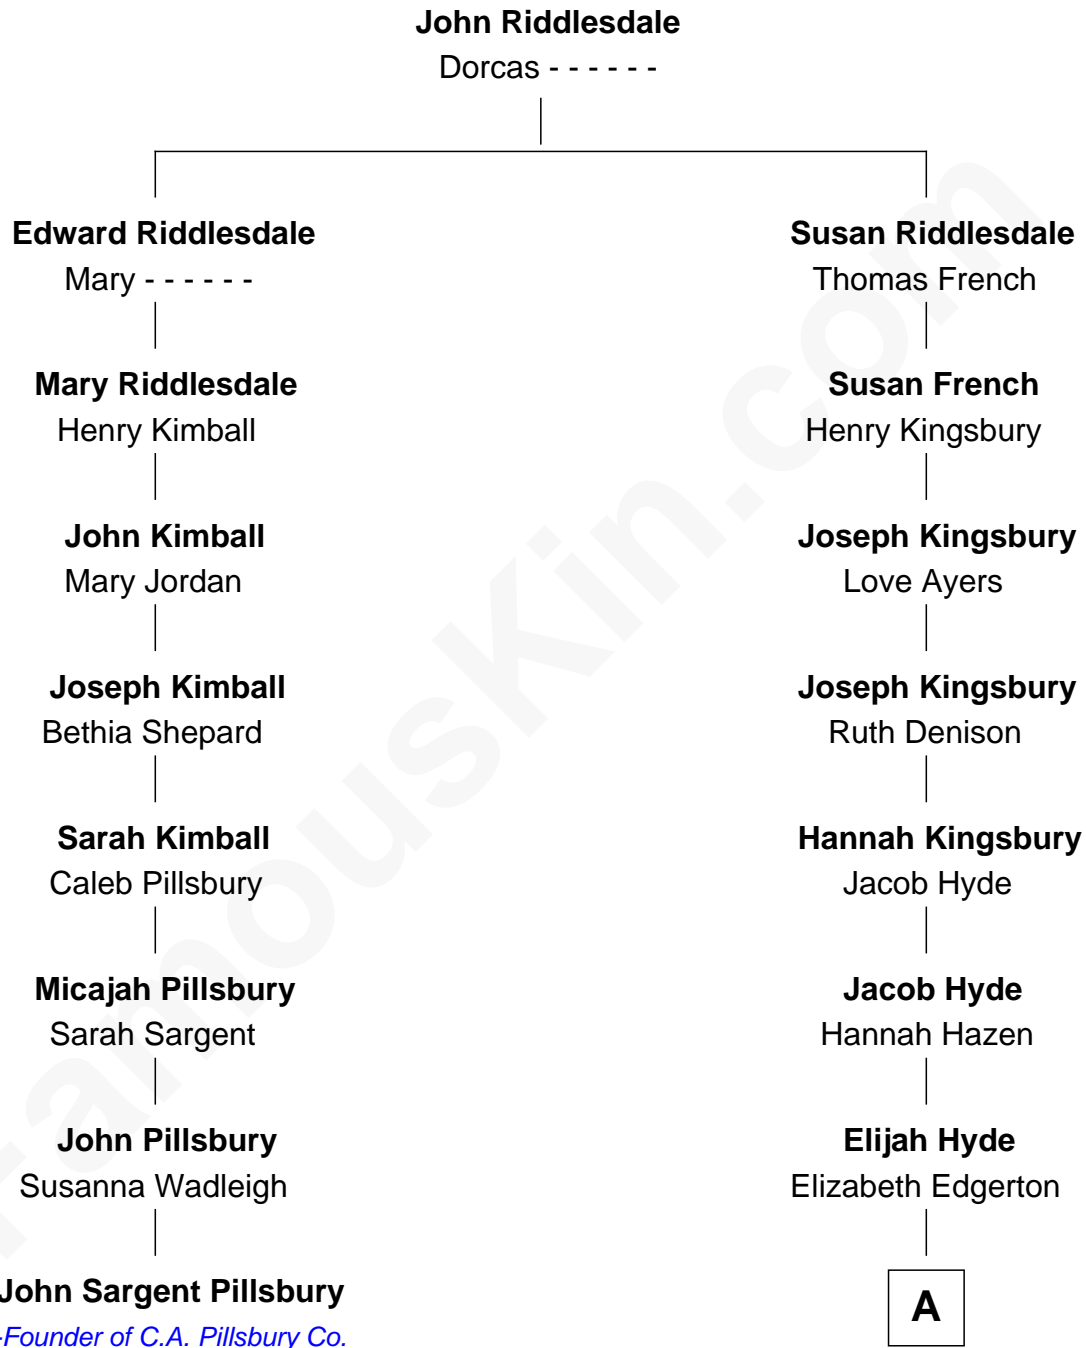 John Riddlesdale
Dorcas - - - - - -
Edward Riddlesdale
Mary - - - - - -
Susan Riddlesdale
Thomas French
Mary Riddlesdale
Henry Kimball
Susan French
Henry Kingsbury
John Kimball
Mary Jordan
Joseph Kingsbury
Love Ayers
Joseph Kimball
Bethia Shepard
Joseph Kingsbury
Ruth Denison
Sarah Kimball
Caleb Pillsbury
Hannah Kingsbury
Jacob Hyde
Micajah Pillsbury
Sarah Sargent
Jacob Hyde
Hannah Hazen
John Pillsbury
Susanna Wadleigh
Elijah Hyde
Elizabeth Edgerton
John Sargent Pillsbury
-Founder of C.A. Pillsbury Co.
A
FamousKin.com